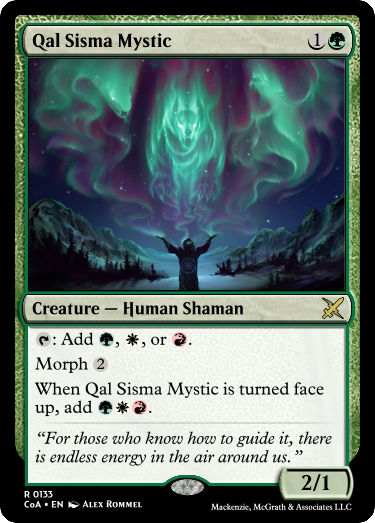 Qal Sisma Mystic 1
Creature — Human Shaman
: Add , , or .
Morph 2
When Qal Sisma Mystic is turned face
up, add .
“For those who know how to guide it, there
is endless energy in the air around us.”
2/1
R 0133
CoA • EN Alex Rommel
Mackenzie, McGrath & Associates LLC